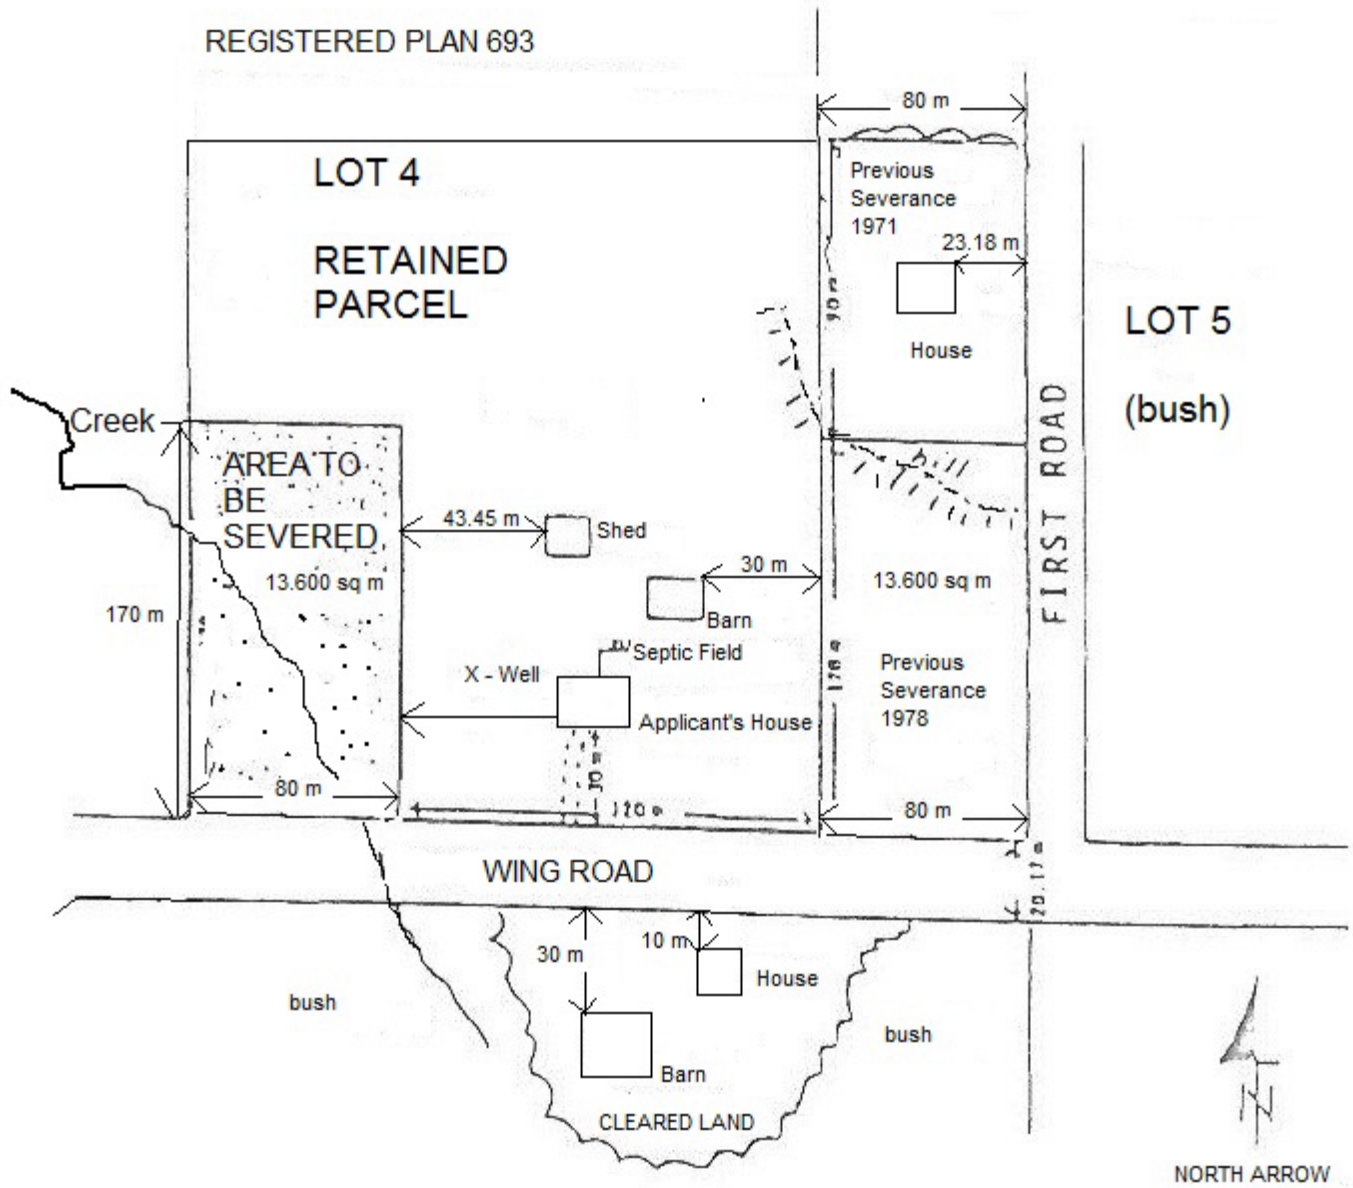 REGISTERED PLAN 693
80 m
LOT 4
Previous
Severance
1971
23.18 m
RETAINED
PARCEL
90 m
House
LOT 5
(bush)
Creek
AREA TO
BE
SEVERED
13.600 sq m
170 m
43.45 m
Shed
30 m
Barn
13.600 sq m
FIRST ROAD
Septic Field
X - Well
Applicant's House
Previous
Severance
1978
80 m
80 m
WING ROAD
20.17 m
30 m
10 m
House
bush
bush
Barn
CLEARED LAND
N
NORTH ARROW